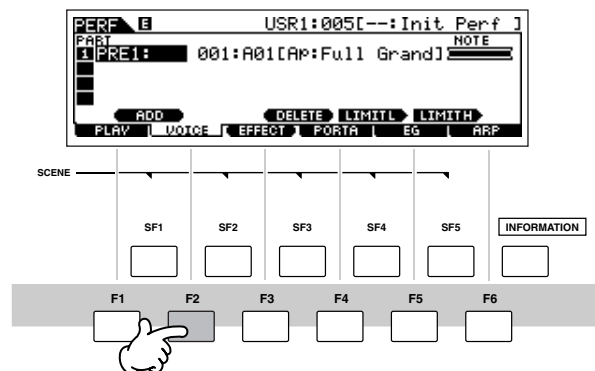 PERF E USR1:005[--:Init Perf ]
PART NOTE
1 PRE1: 001:A01[AP:Full Grand]
ADD DELETE LIMITL LIMITH
PLAY VOICE EFFECT PORTA EG ARP
SCENE
SF1 SF2 SF3 SF4 SF5 INFORMATION
F1 F2 F3 F4 F5 F6